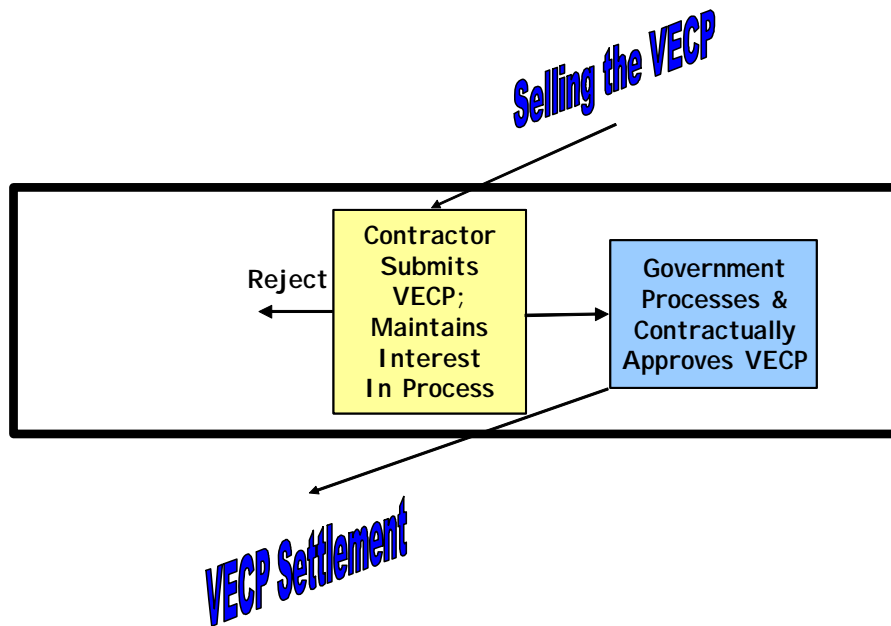 Selling the VECP
Contractor
Submits
VECP;
Maintains
Interest
In Process
Reject
Government
Processes &
Contractually
Approves VECP
VECP Settlement